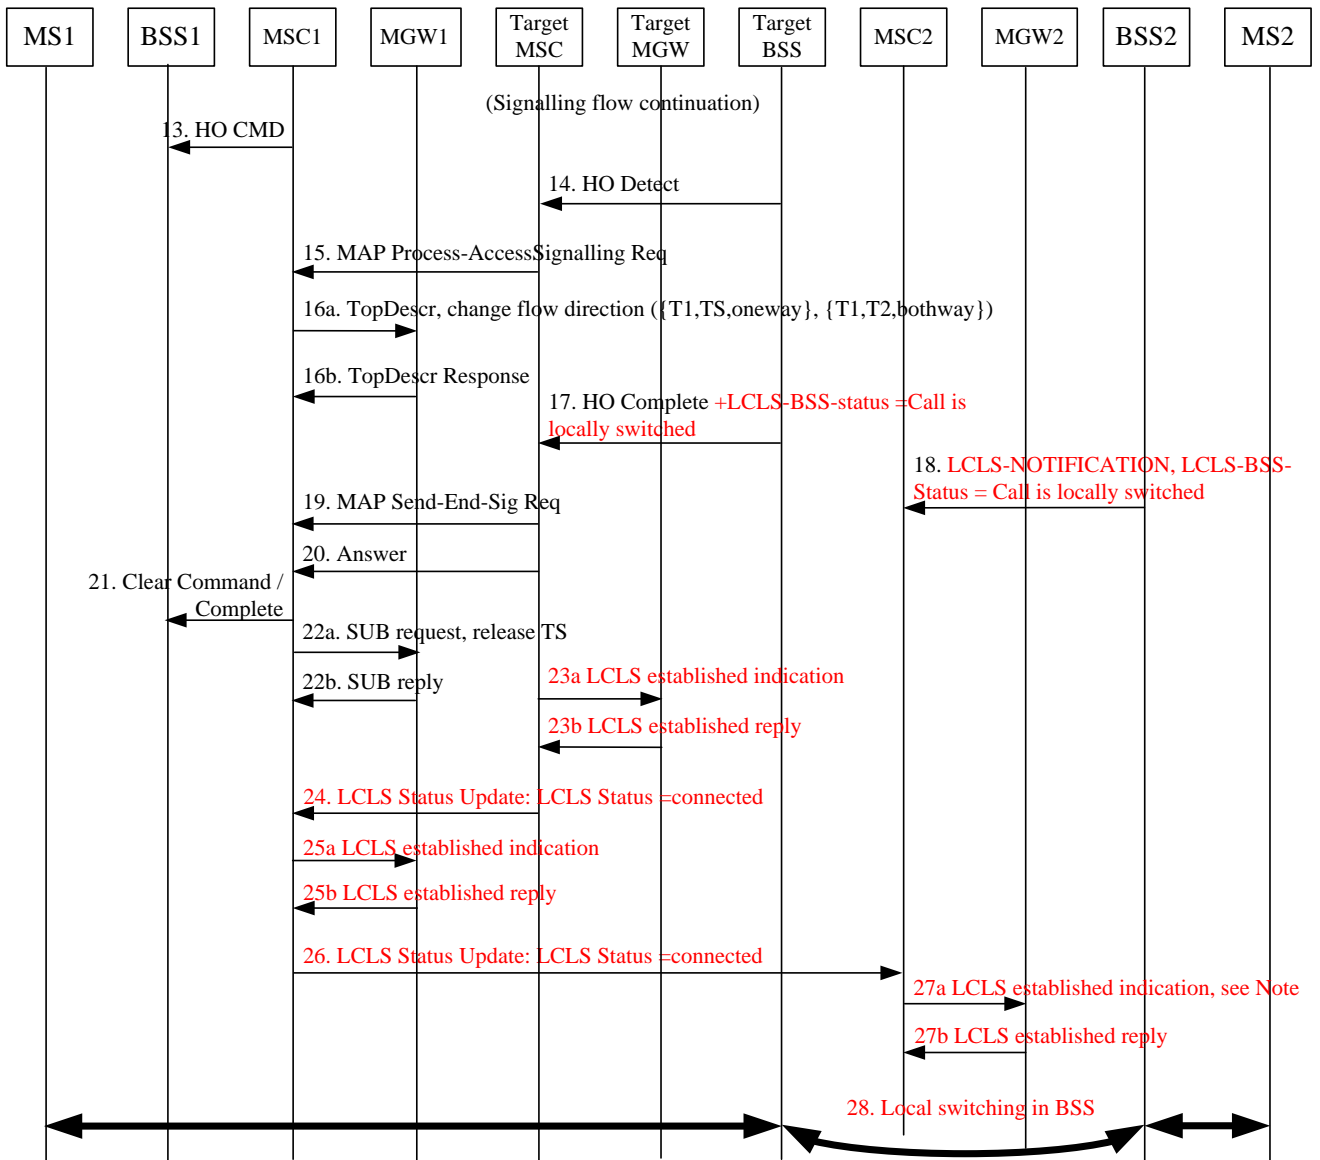 MS1
BSS1
MSC1
MGW1
Target
MSC
Target
MGW
Target
BSS
MSC2
MGW2
BSS2
MS2
(Signalling flow continuation)
13. HO CMD
14. HO Detect
15. MAP Process-AccessSignalling Req
16a. TopDescr, change flow direction ({T1,TS,oneway}, {T1,T2,bothway})
16b. TopDescr Response
17. HO Complete +LCLS-BSS-status =Call is
locally switched
18. LCLS-NOTIFICATION, LCLS-BSS-
Status = Call is locally switched
19. MAP Send-End-Sig Req
20. Answer
21. Clear Command /
Complete
22a. SUB request, release TS
22b. SUB reply
23a LCLS established indication
23b LCLS established reply
24. LCLS Status Update: LCLS Status =connected
25a LCLS established indication
25b LCLS established reply
26. LCLS Status Update: LCLS Status =connected
27a LCLS established indication, see Note
27b LCLS established reply
28. Local switching in BSS